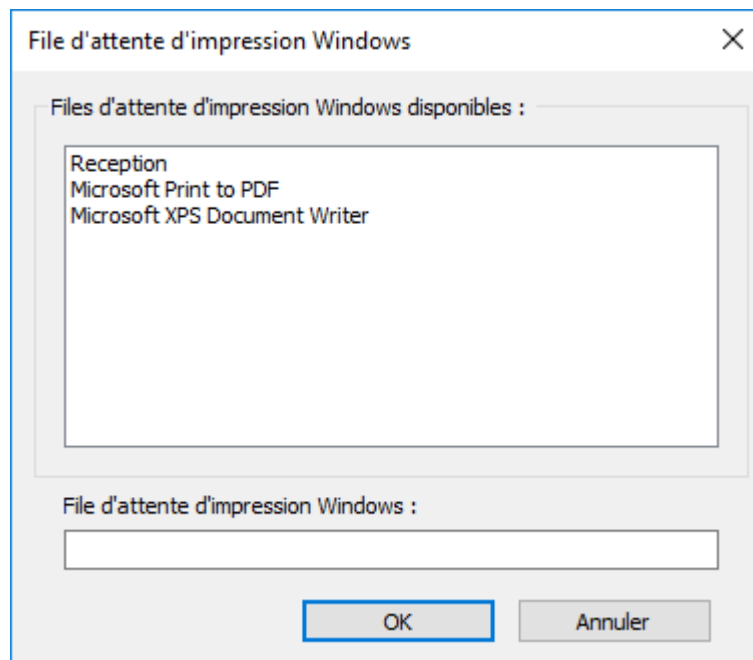 File d'attente d'impression Windows
Files d'attente d'impression Windows disponibles :
Reception
Microsoft Print to PDF
Microsoft XPS Document Writer
File d'attente d'impression Windows :
OK
Annuler